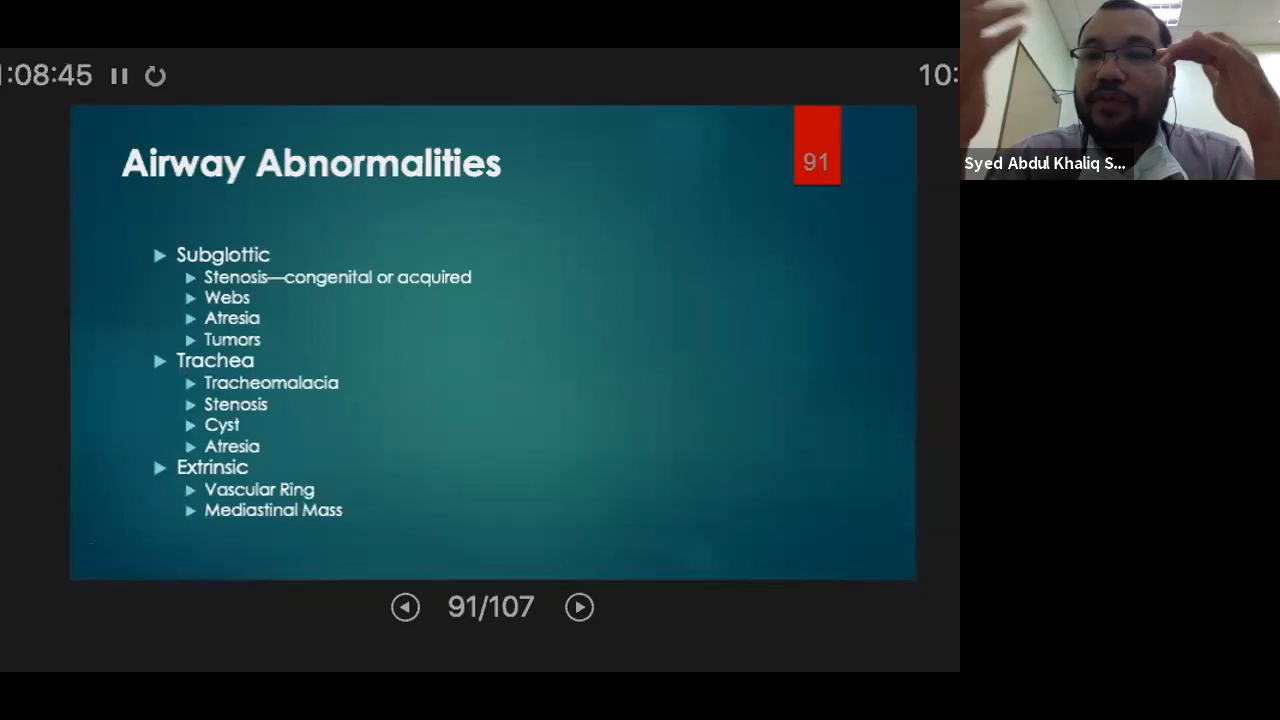 :08:45
10:
Airway Abnormalities
91
Subglottic
Stenosis—congenital or acquired
Webs
Atresia
Tumors
Trachea
Tracheomalacia
Stenosis
Cyst
Atresia
Extrinsic
Vascular Ring
Mediastinal Mass
91/107
Syed Abdul Khaliq S...